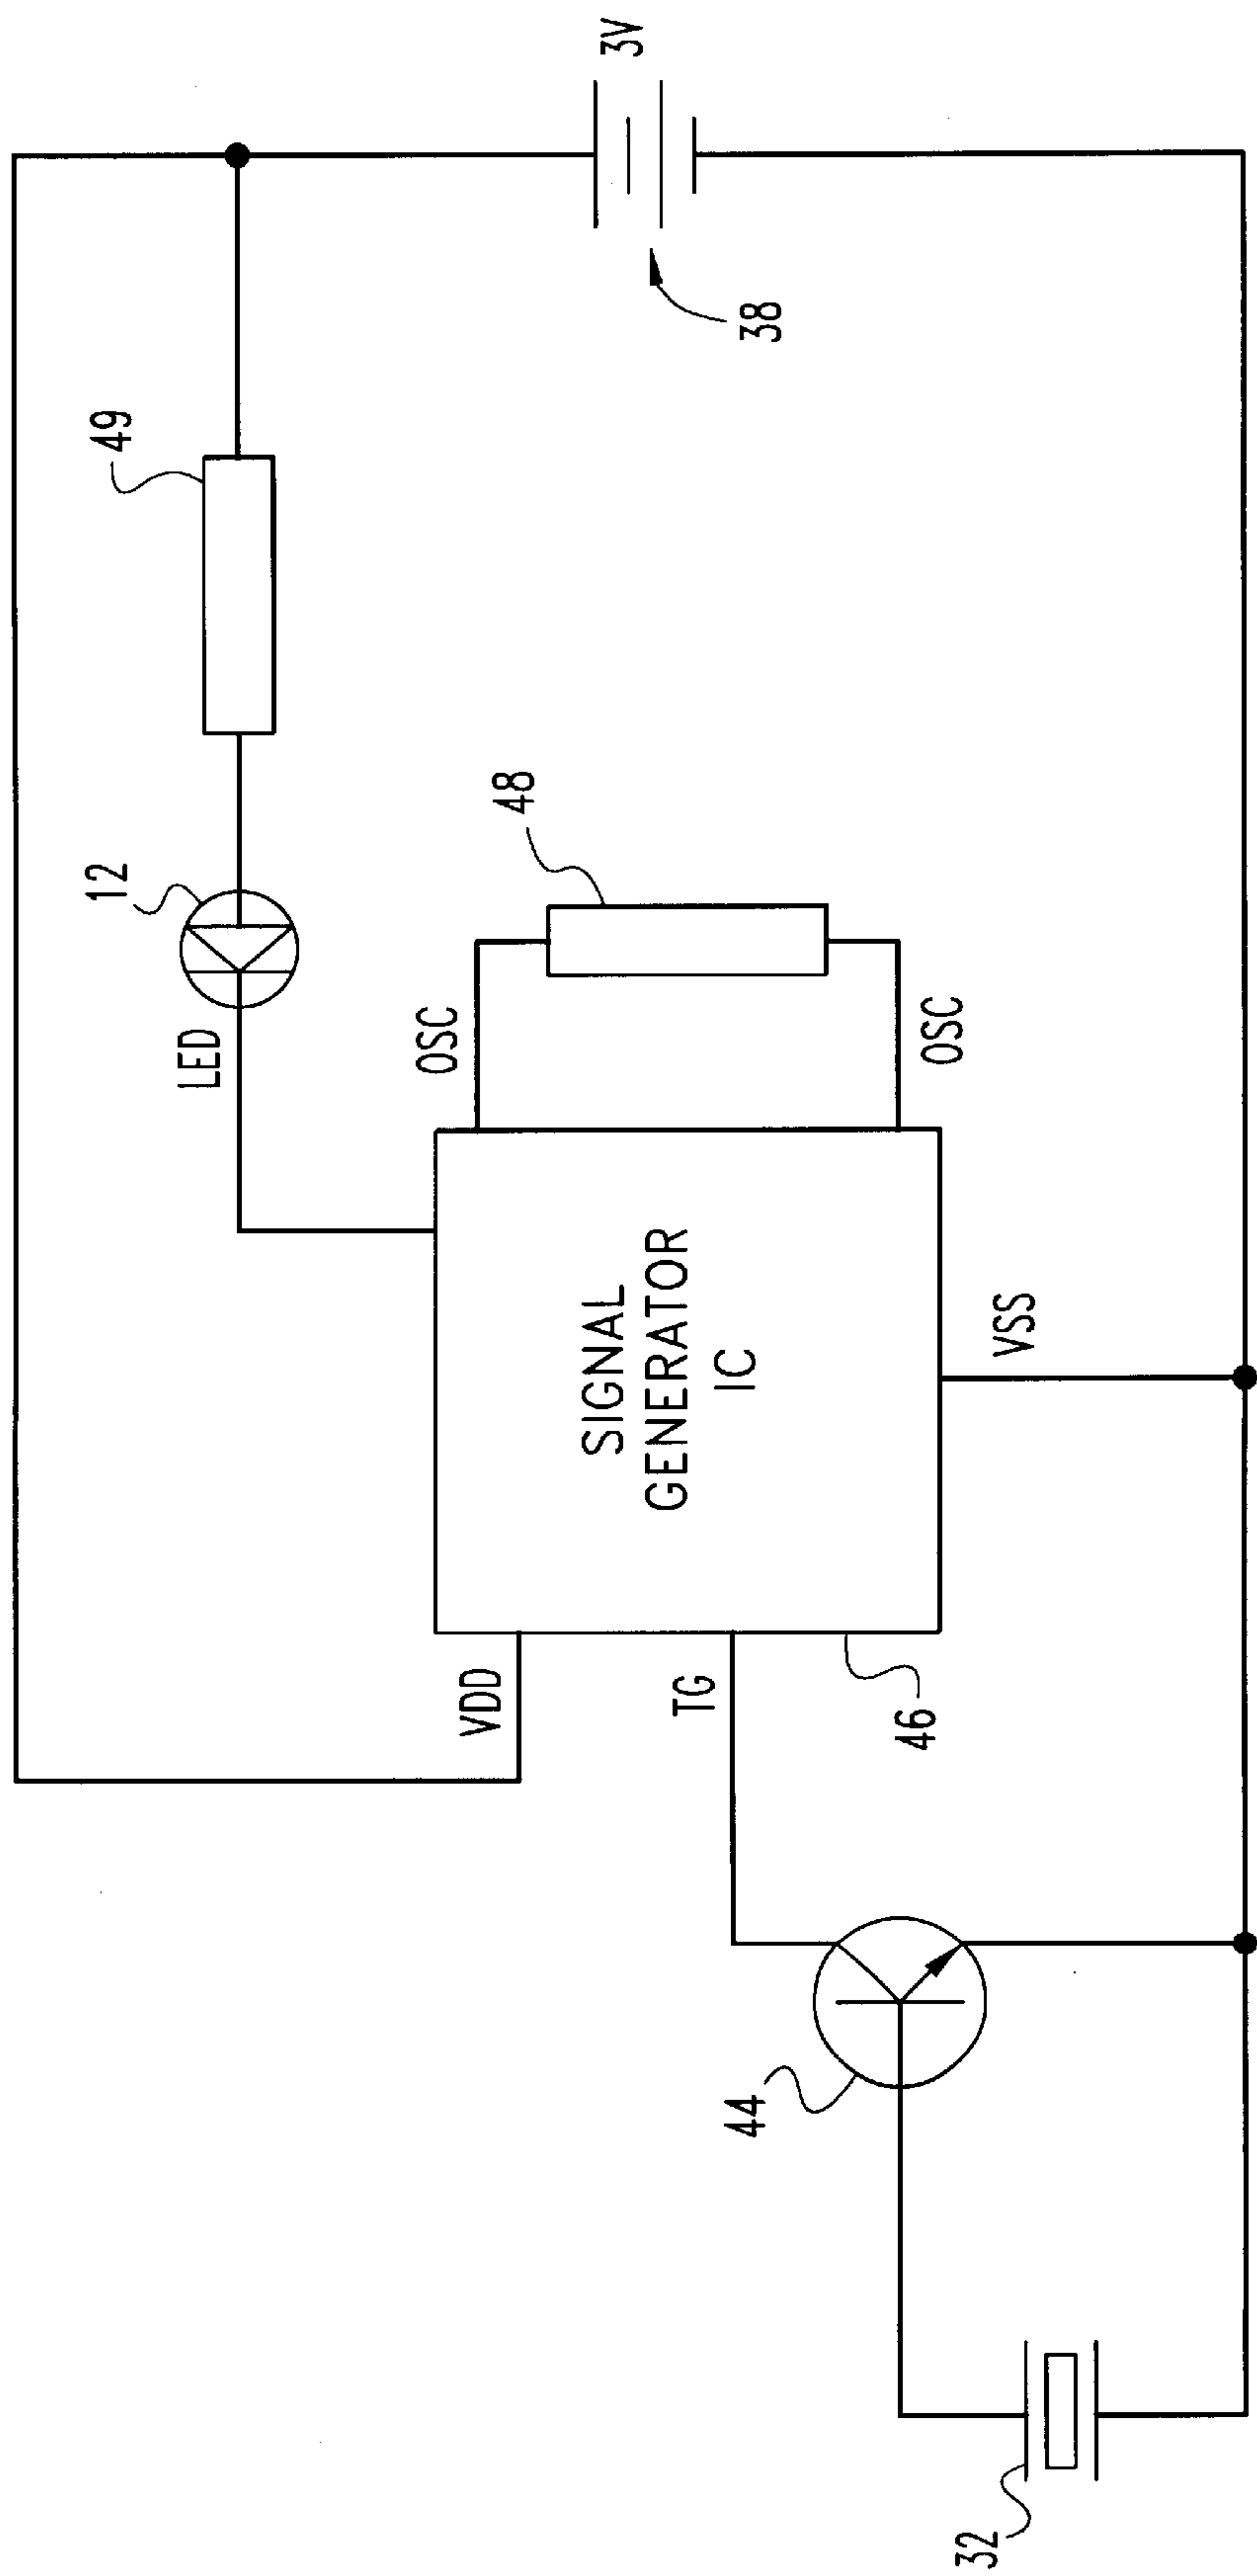 3V
38
49
12
LED
48
OSC
OSC
SIGNAL
GENERATOR
IC
VSS
VDD
TG
46
44
32